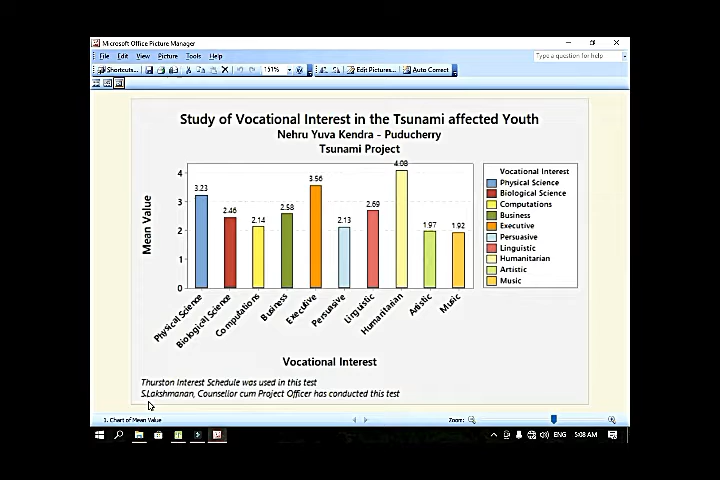 Microsoft Office Picture Manager
File Edit View Picture Tools Help
Type a question for help
Shortcuts... 151% Edit Pictures... Auto Correct
Study of Vocational Interest in the Tsunami affected Youth
Nehru Yuva Kendra - Puducherry
Tsunami Project
Mean Value
4
3
2
1
0
3.23
2.46
2.14
2.58
3.56
2.13
2.69
4.08
1.97
1.92
Physical Science
Biological Science
Computations
Business
Executive
Persuasive
Linguistic
Humanitarian
Artistic
Music
Vocational Interest
Vocational Interest
Physical Science
Biological Science
Computations
Business
Executive
Persuasive
Linguistic
Humanitarian
Artistic
Music
Thurston Interest Schedule was used in this test
S.Lakshmanan, Counsellor cum Project Officer has conducted this test
1. Chart of Mean Value
Zoom:
ENG 5:08 AM